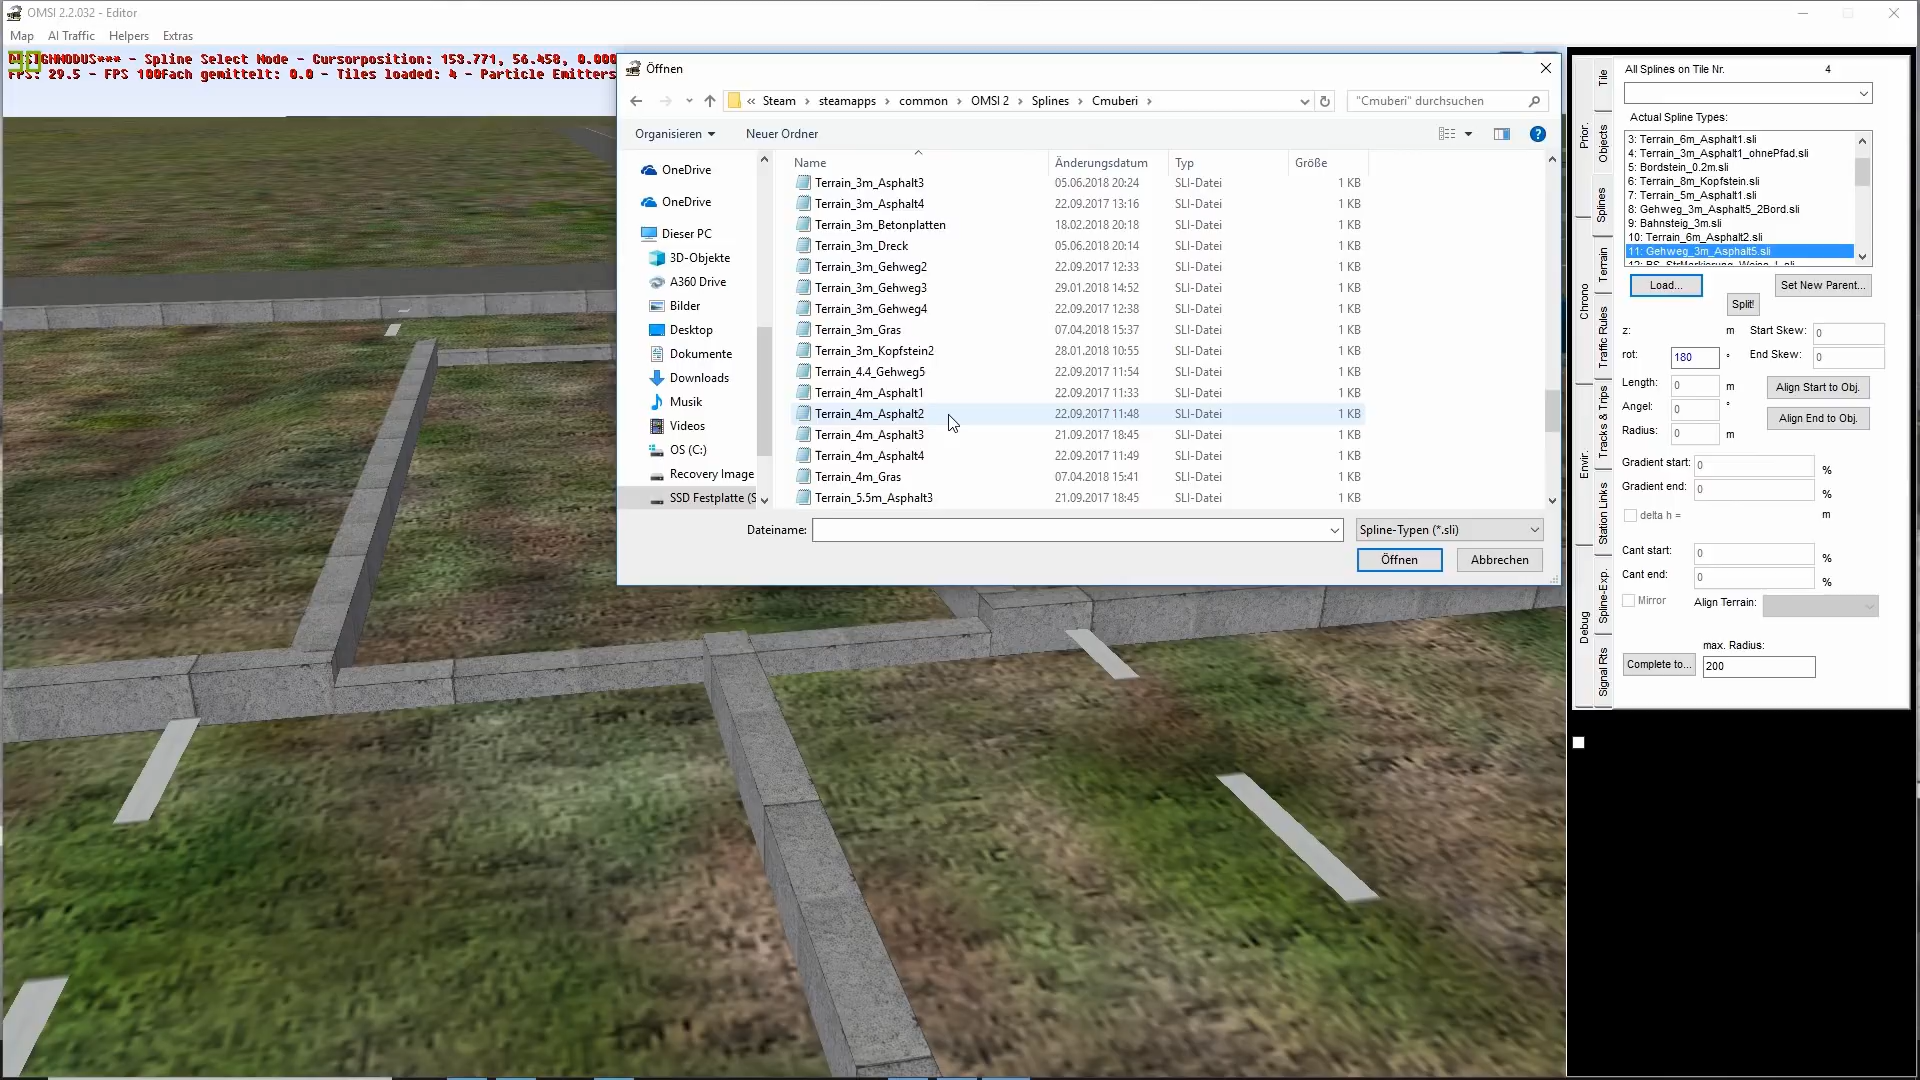 OMSI 2.2.032 - Editor
Map AI Traffic Helpers Extras
***DESIGNMODUS*** - Spline Select Mode - Cursorposition: 153.771, 56.458, 0.000
FPS: 29.5 - FPS 100fach gemittelt: 0.0 - Tiles loaded: 4 - Particle Emitters
30
Öffnen
« Steam > steamapps > common > OMSI 2 > Splines > Cmuberi >
"Cmuberi" durchsuchen
Organisieren Neuer Ordner
OneDrive
OneDrive
Dieser PC
3D-Objekte
A360 Drive
Bilder
Desktop
Dokumente
Downloads
Musik
Videos
OS (C:)
Recovery Image
SSD Festplatte (S
Name Änderungsdatum Typ Größe
Terrain_3m_Asphalt3 05.06.2018 20:24 SLI-Datei 1 KB
Terrain_3m_Asphalt4 22.09.2017 13:16 SLI-Datei 1 KB
Terrain_3m_Betonplatten 18.02.2018 20:18 SLI-Datei 1 KB
Terrain_3m_Dreck 05.06.2018 20:14 SLI-Datei 1 KB
Terrain_3m_Gehweg2 22.09.2017 12:33 SLI-Datei 1 KB
Terrain_3m_Gehweg3 29.01.2018 14:52 SLI-Datei 1 KB
Terrain_3m_Gehweg4 22.09.2017 12:38 SLI-Datei 1 KB
Terrain_3m_Gras 07.04.2018 15:37 SLI-Datei 1 KB
Terrain_3m_Kopfstein2 28.01.2018 10:55 SLI-Datei 1 KB
Terrain_4.4_Gehweg5 22.09.2017 11:54 SLI-Datei 1 KB
Terrain_4m_Asphalt1 22.09.2017 11:33 SLI-Datei 1 KB
Terrain_4m_Asphalt2 22.09.2017 11:48 SLI-Datei 1 KB
Terrain_4m_Asphalt3 21.09.2017 18:45 SLI-Datei 1 KB
Terrain_4m_Asphalt4 22.09.2017 11:49 SLI-Datei 1 KB
Terrain_4m_Gras 07.04.2018 15:41 SLI-Datei 1 KB
Terrain_5.5m_Asphalt3 21.09.2017 18:45 SLI-Datei 1 KB
Dateiname: Spline-Typen (*.sli)
Öffnen Abbrechen
Prior.
Chrono
Envir.
Debug
Tile
Objects
Splines
Terrain
Traffic Rules
Tracks & Trips
Station Links
Spline-Exp.
Signal Rts
All Splines on Tile Nr. 4
Actual Spline Types:
3: Terrain_6m_Asphalt1.sli
4: Terrain_3m_Asphalt1_ohnePfad.sli
5: Bordstein_0.2m.sli
6: Terrain_8m_Kopfstein.sli
7: Terrain_5m_Asphalt1.sli
8: Gehweg_3m_Asphalt5_2Bord.sli
9: Bahnsteig_3m.sli
10: Terrain_6m_Asphalt2.sli
11: Gehweg_3m_Asphalt5.sli
Load... Set New Parent...
Split!
z: m Start Skew: 0
rot: 180 ° End Skew: 0
Length: 0 m Align Start to Obj.
Angel: 0 °
Align End to Obj.
Radius: 0 m
Gradient start: 0 %
Gradient end: 0 %
delta h = m
Cant start: 0 %
Cant end: 0 %
Mirror Align Terrain:
max. Radius:
Complete to... 200